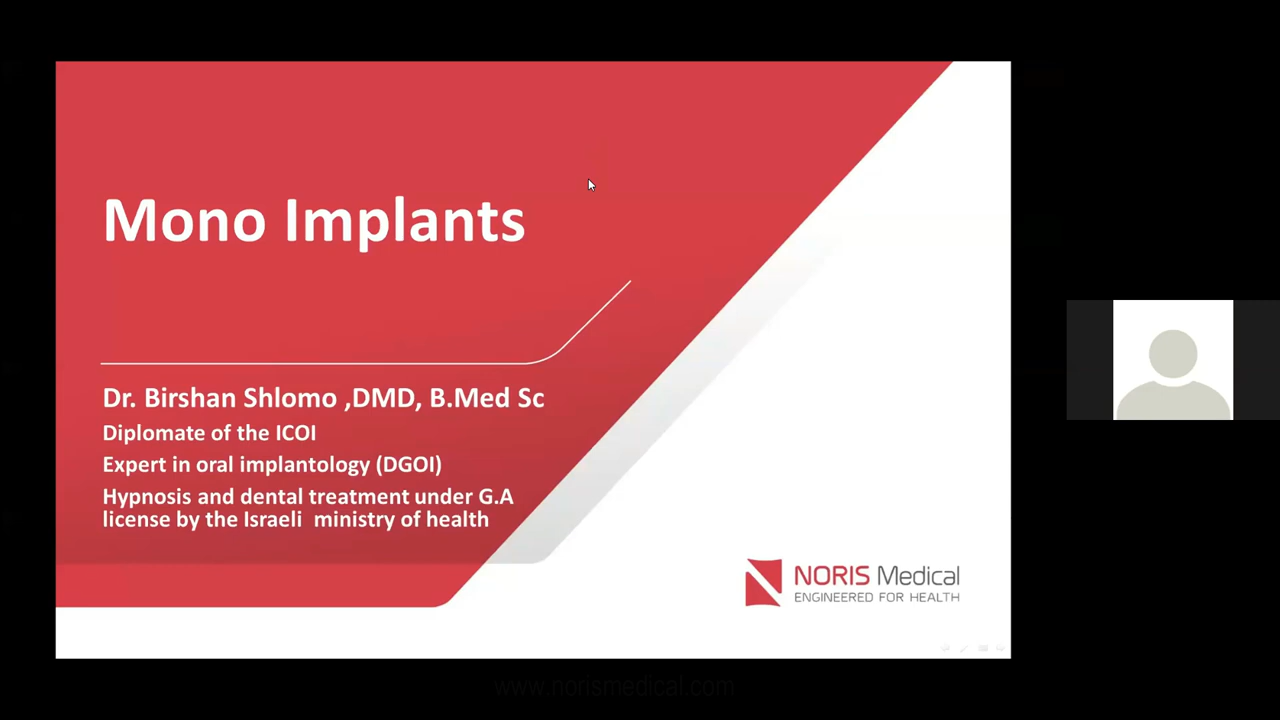 Mono Implants
Dr. Birshan Shlomo ,DMD, B.Med Sc
Diplomate of the ICOI
Expert in oral implantology (DGOI)
Hypnosis and dental treatment under G.A
license by the Israeli  ministry of health
NORIS Medical
ENGINEERED FOR HEALTH
www.norismedical.com